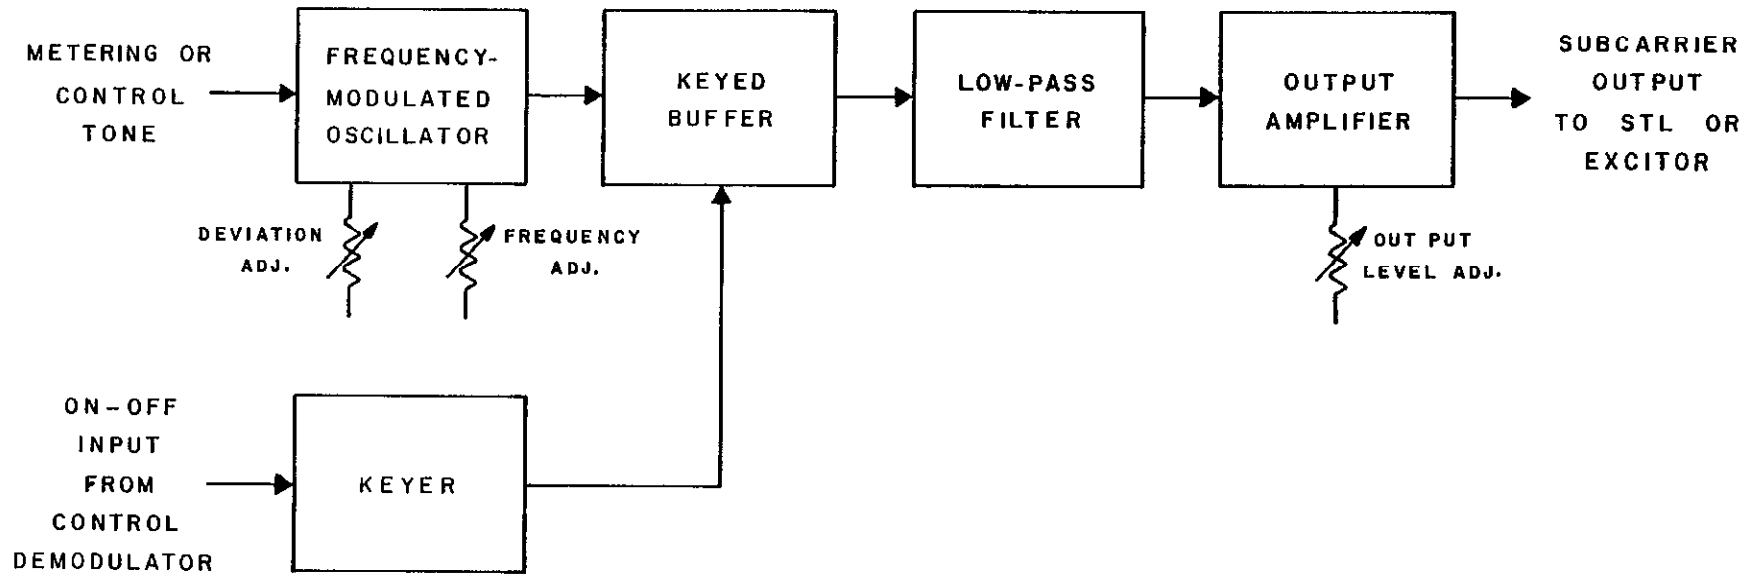 METERING OR
CONTROL
TONE
FREQUENCY-
MODULATED
OSCILLATOR
KEYED
BUFFER
LOW-PASS
FILTER
OUTPUT
AMPLIFIER
SUBCARRIER
OUTPUT
TO STL OR
EXCITOR
DEVIATION
ADJ.
FREQUENCY
ADJ.
OUT PUT
LEVEL ADJ.
ON-OFF
INPUT
FROM
CONTROL
DEMODULATOR
KEYER